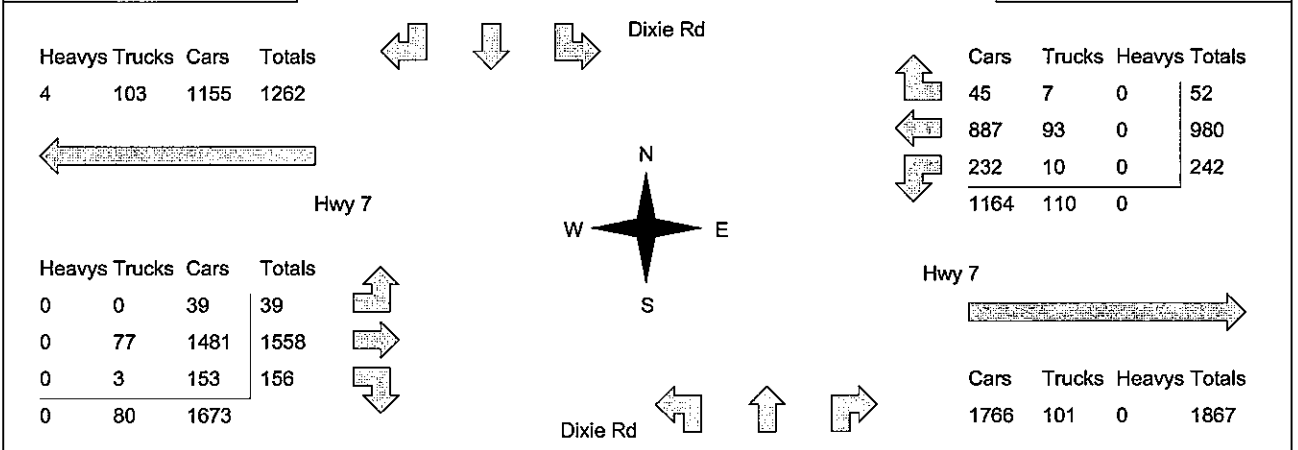 Dixie Rd
Heavys Trucks Cars Totals
4 103 1155 1262
Hwy 7
Heavys Trucks Cars Totals
0 0 39 39
0 77 1481 1558
0 3 153 156
0 80 1673
N
W E
S
Cars Trucks Heavys Totals
45 7 0 52
887 93 0 980
232 10 0 242
1164 110 0
Hwy 7
Cars Trucks Heavys Totals
1766 101 0 1867
Dixie Rd